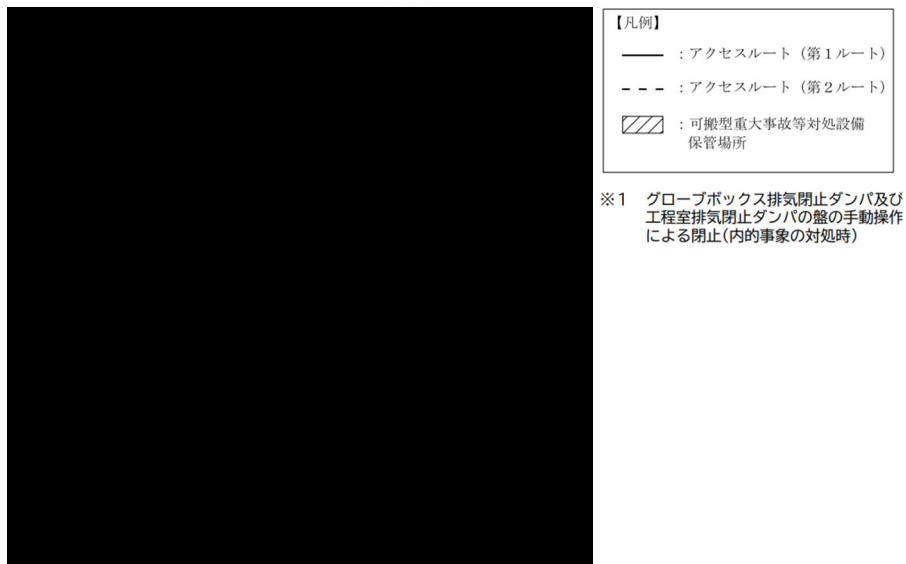 【凡例】
：アクセスルート（第１ルート）
：アクセスルート（第２ルート）
：可搬型重大事故等対処設備
保管場所
※１　グローブボックス排気閉止ダンパ及び
工程室排気閉止ダンパの盤の手動操作
による閉止(内的事象の対処時)